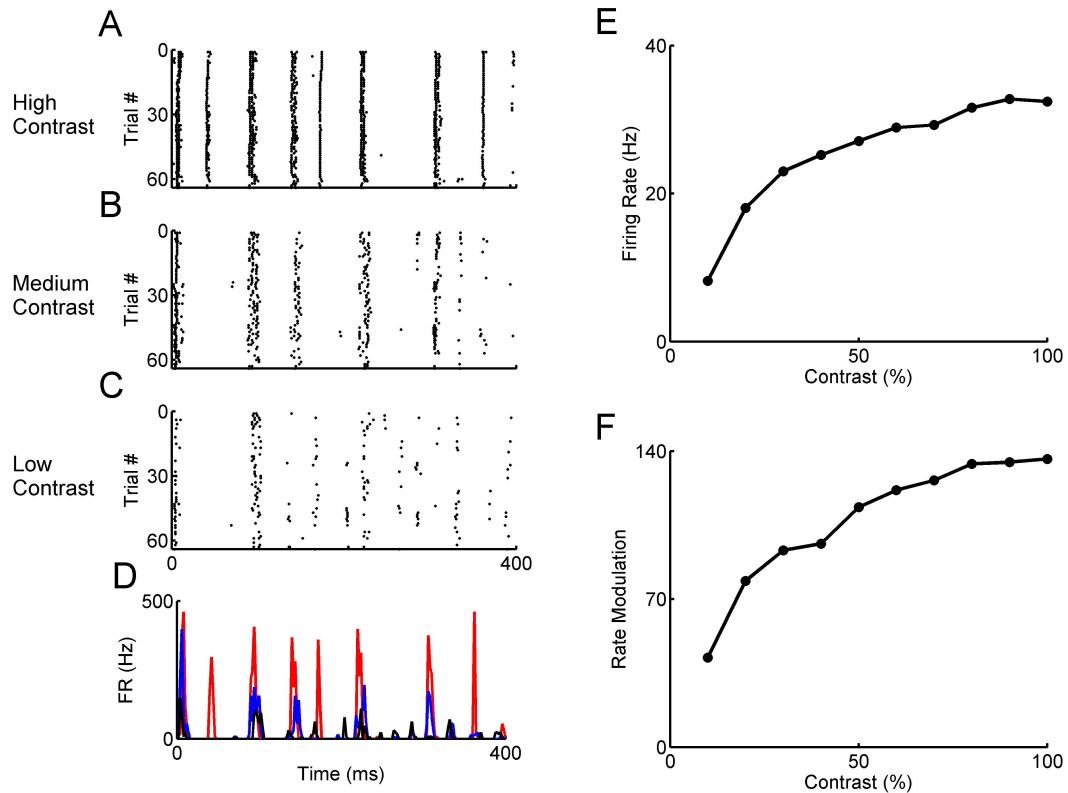 A
High
Contrast
Trial #
0
30
60
B
Medium
Contrast
Trial #
0
30
60
C
Low
Contrast
Trial #
0
30
60
0
400
D
FR (Hz)
500
0
0
400
Time (ms)
E
Firing Rate (Hz)
40
20
0
0
50
100
Contrast (%)
F
Rate Modulation
140
70
0
0
50
100
Contrast (%)